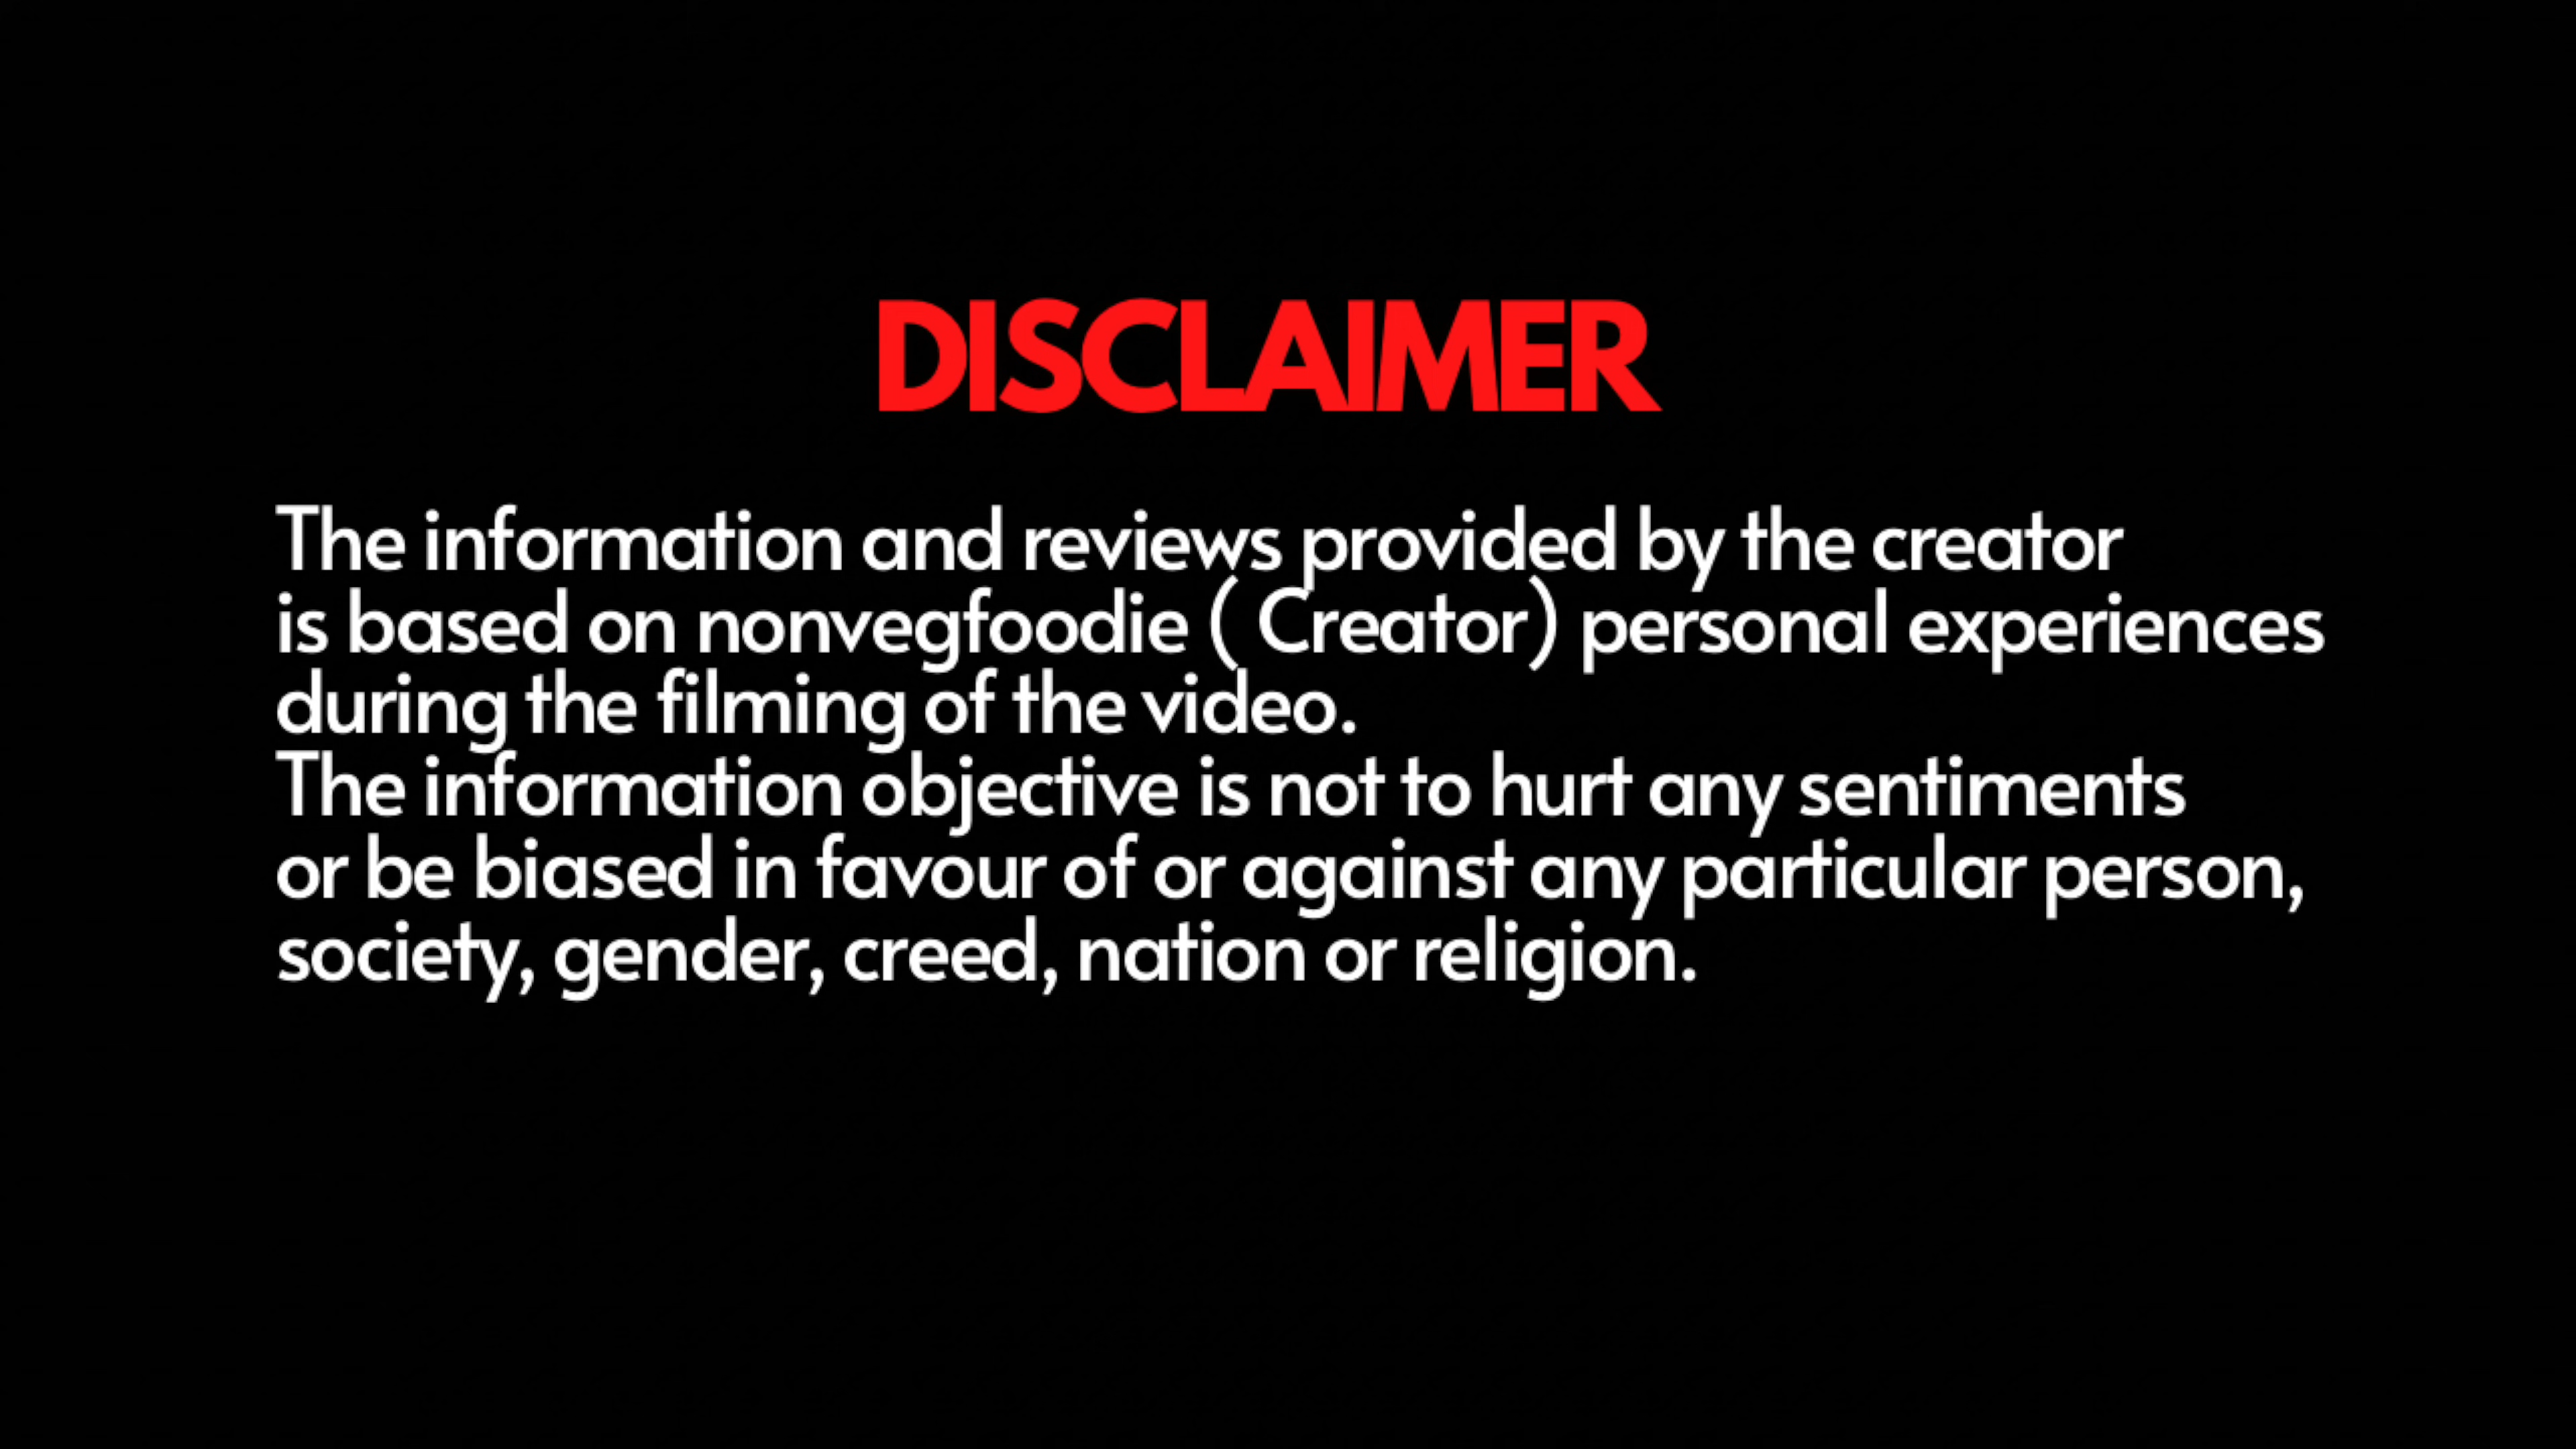 DISCLAIMER
The information and reviews provided by the creator
is based on nonvegfoodie ( Creator) personal experiences
during the filming of the video.
The information objective is not to hurt any sentiments
or be biased in favour of or against any particular person,
society, gender, creed, nation or religion.